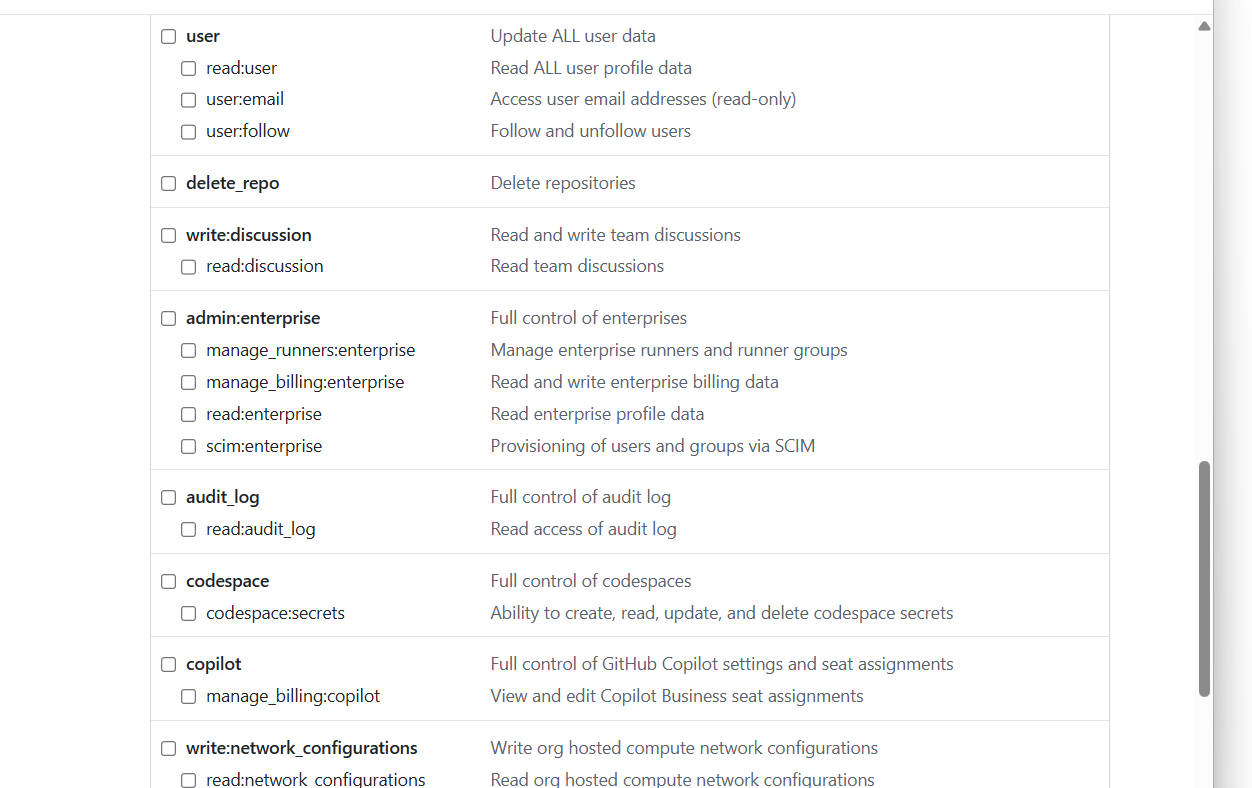 user Update ALL user data
read:user Read ALL user profile data
user:email Access user email addresses (read-only)
user:follow Follow and unfollow users
delete_repo Delete repositories
write:discussion Read and write team discussions
read:discussion Read team discussions
admin:enterprise Full control of enterprises
manage_runners:enterprise Manage enterprise runners and runner groups
manage_billing:enterprise Read and write enterprise billing data
read:enterprise Read enterprise profile data
scim:enterprise Provisioning of users and groups via SCIM
audit_log Full control of audit log
read:audit_log Read access of audit log
codespace Full control of codespaces
codespace:secrets Ability to create, read, update, and delete codespace secrets
copilot Full control of GitHub Copilot settings and seat assignments
manage_billing:copilot View and edit Copilot Business seat assignments
write:network_configurations Write org hosted compute network configurations
read:network_configurations Read org hosted compute network configurations